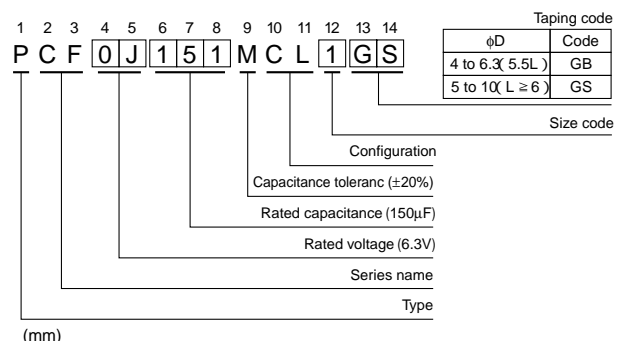 1 2 3 4 5 6 7 8 9 10 11 12 13 14
P C F 0 J 1 5 1 M C L 1 G S
Taping code
φD Code
4 to 6.3( 5.5L ) GB
5 to 10( L ≧ 6 ) GS
Size code
Configuration
Capacitance toleranc (±20%)
Rated capacitance (150μF)
Rated voltage (6.3V)
Series name
Type
(mm)